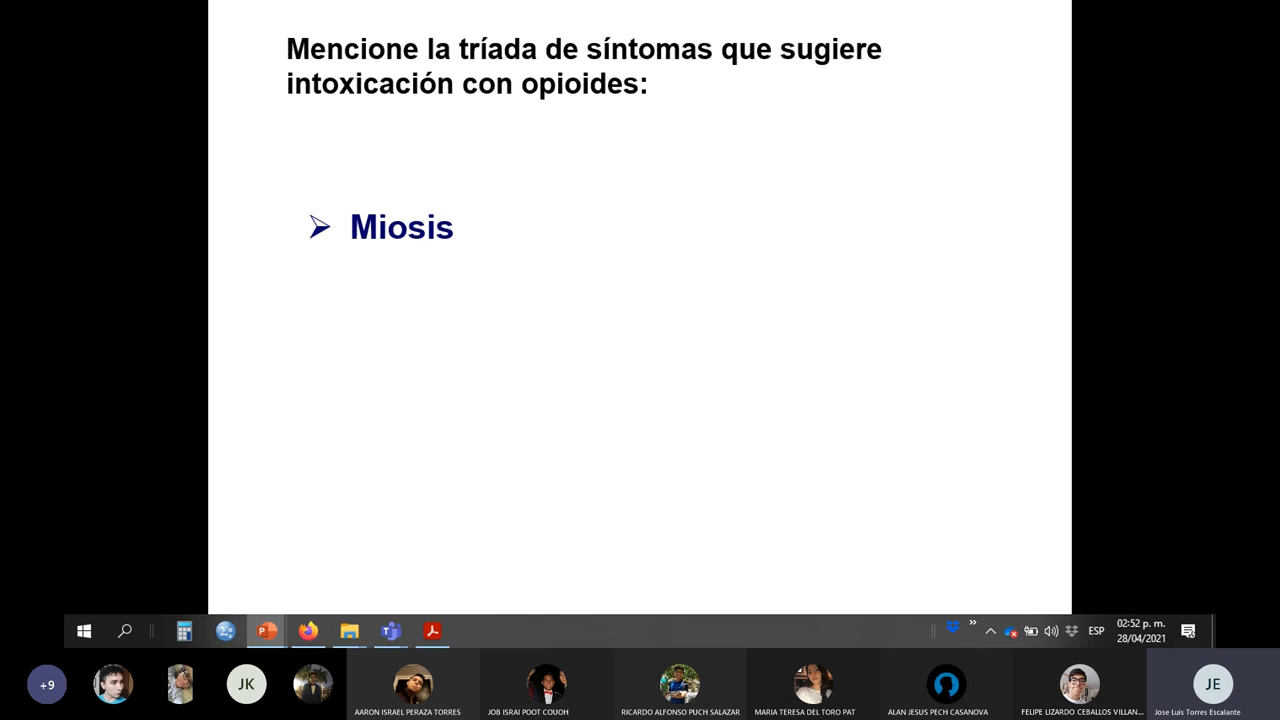 Mencione la tríada de síntomas que sugiere
intoxicación con opioides:
➢ Miosis
ESP
02:52 p. m.
28/04/2021
+9
JK
JE
AARON ISRAEL PERAZA TORRES
JOB ISRAI POOT COUOH
RICARDO ALFONSO PUCH SALAZAR
MARIA TERESA DEL TORO PAT
ALAN JESUS PECH CASANOVA
FELIPE LIZARDO CEBALLOS VILLAN...
Jose Luis Torres Escalante